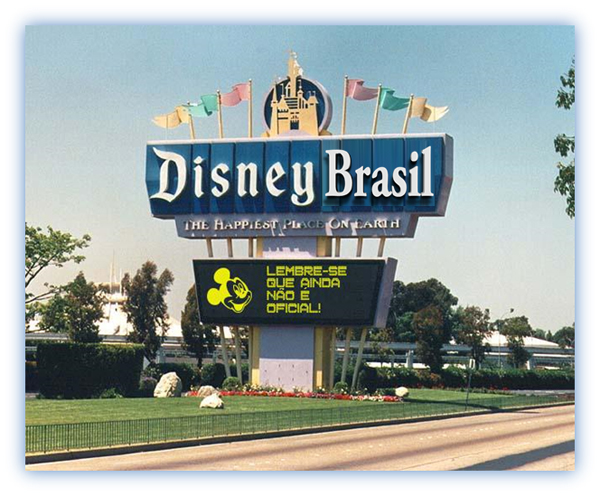 Disney Brasil
The Happiest Place On Earth
LEMBRE-SE
QUE AINDA
NÃO E
OFICIAL!